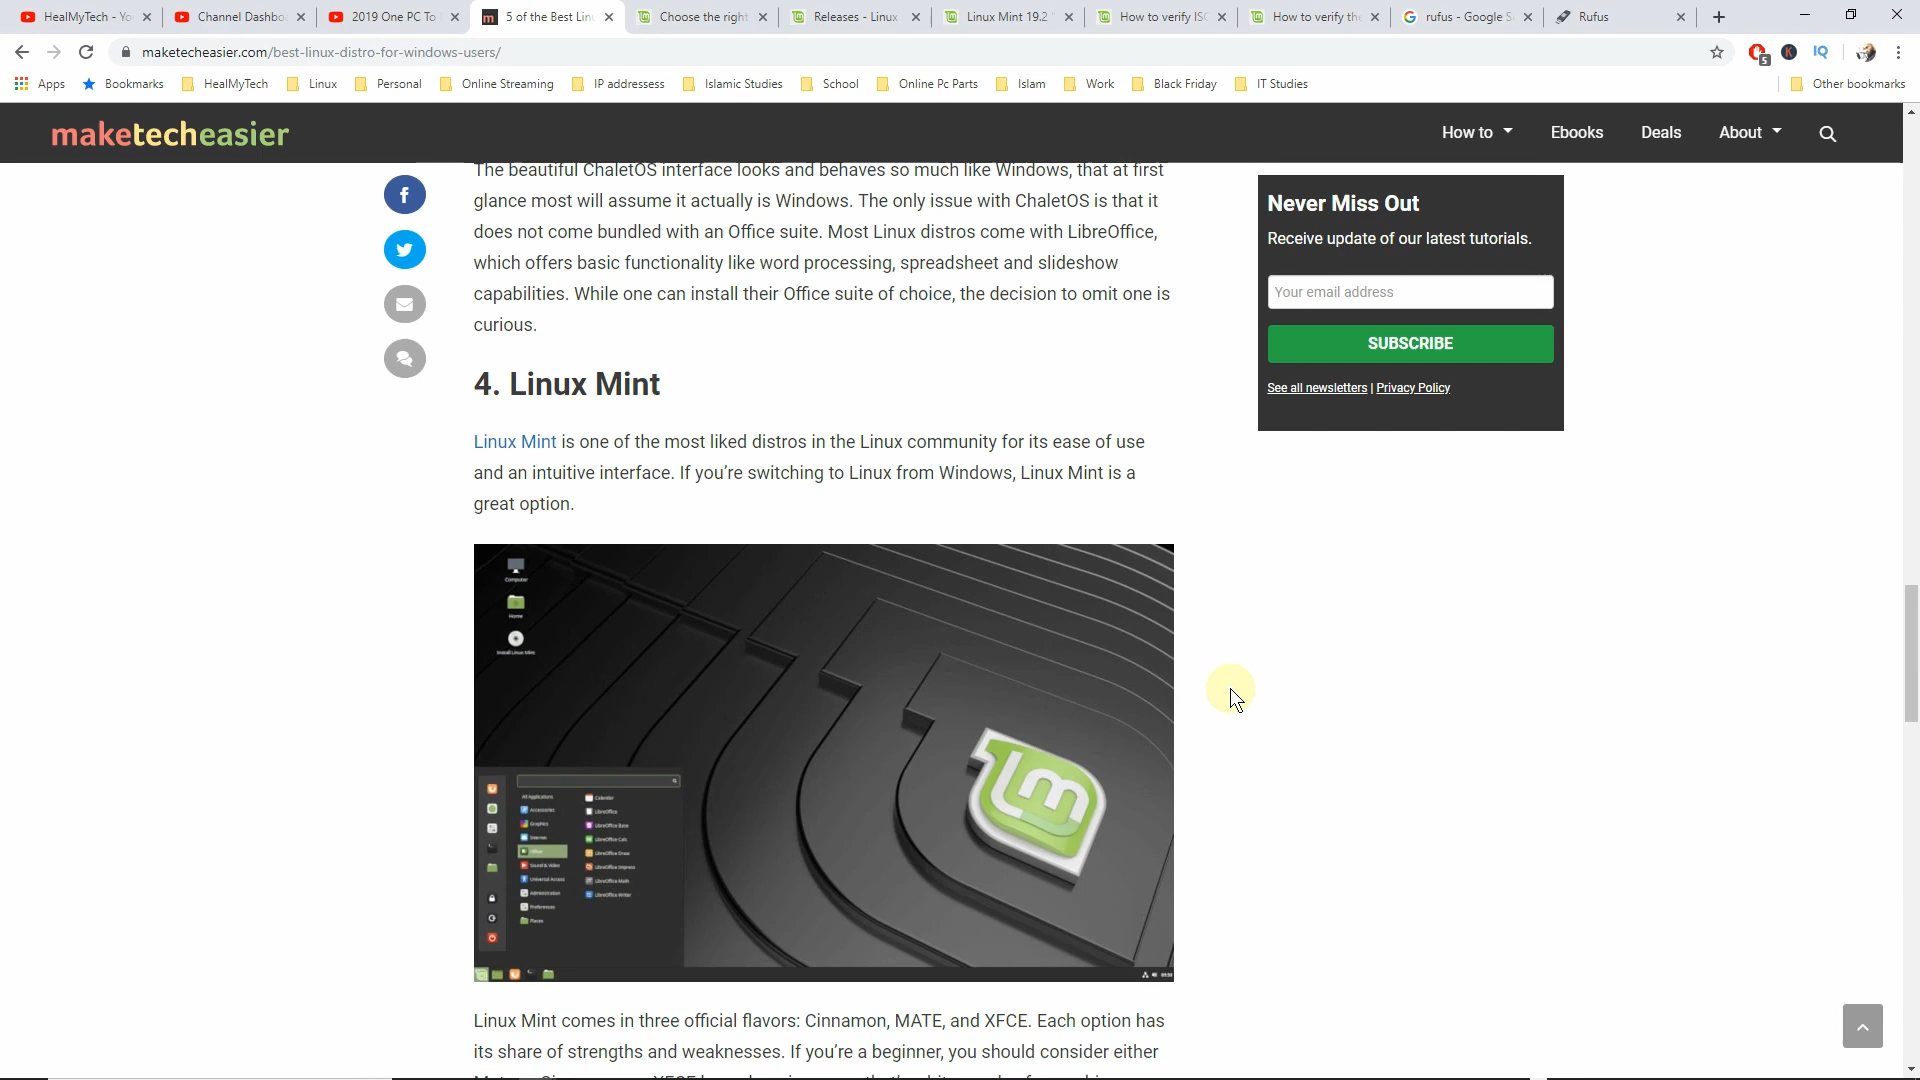 HealMyTech - Yo
Channel Dashbo
2019 One PC To
5 of the Best Lin
Choose the right
Releases - Linux
Linux Mint 19.2 "
How to verify ISO
How to verify the
rufus - Google S
Rufus
maketecheasier.com/best-linux-distro-for-windows-users/
5
K
IQ
Apps
Bookmarks
HealMyTech
Linux
Personal
Online Streaming
IP addressess
Islamic Studies
School
Online Pc Parts
Islam
Work
Black Friday
IT Studies
Other bookmarks
maketecheasier
How to
Ebooks
Deals
About
The beautiful ChaletOS interface looks and behaves so much like Windows, that at first
glance most will assume it actually is Windows. The only issue with ChaletOS is that it
does not come bundled with an Office suite. Most Linux distros come with LibreOffice,
which offers basic functionality like word processing, spreadsheet and slideshow
capabilities. While one can install their Office suite of choice, the decision to omit one is
curious.
Never Miss Out
Receive update of our latest tutorials.
Your email address
SUBSCRIBE
See all newsletters | Privacy Policy
4. Linux Mint
Linux Mint is one of the most liked distros in the Linux community for its ease of use
and an intuitive interface. If you're switching to Linux from Windows, Linux Mint is a
great option.
Computer
Home
Install Linux Mint
All Applications
Accessories
Graphics
Internet
Office
Sound & Video
Universal Access
Administration
Preferences
Places
Calendar
LibreOffice
LibreOffice Base
LibreOffice Calc
LibreOffice Draw
LibreOffice Impress
LibreOffice Math
LibreOffice Writer
Linux Mint comes in three official flavors: Cinnamon, MATE, and XFCE. Each option has
its share of strengths and weaknesses. If you're a beginner, you should consider either